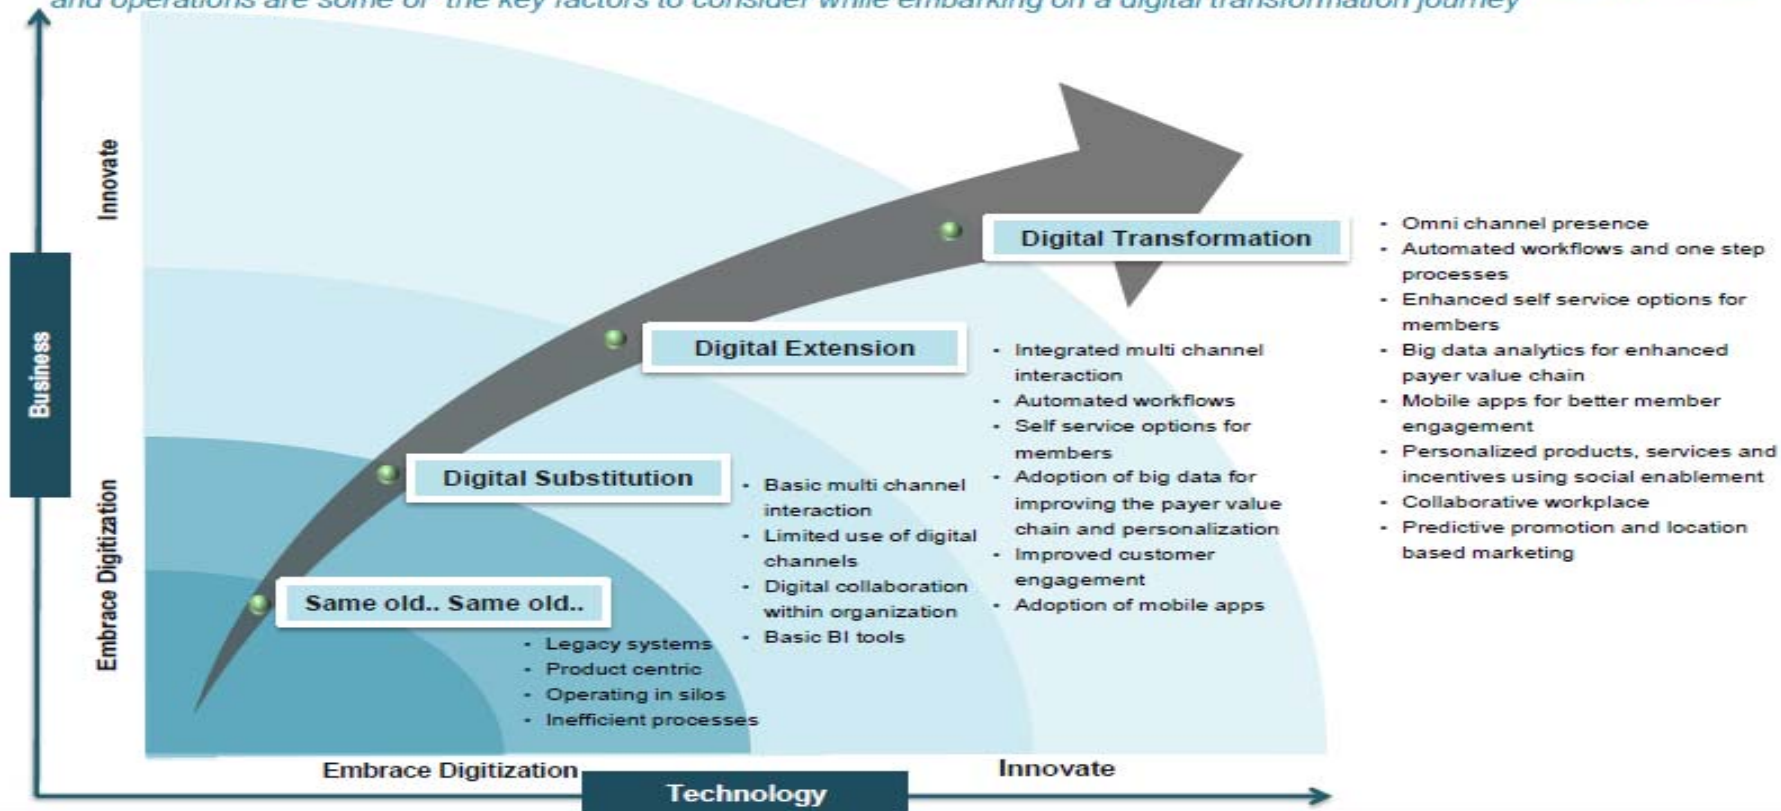 and operations are some of the key factors to consider while embarking on a digital transformation journey
Innovate
Business
Embrace Digitization
Digital Transformation
- Omni channel presence
- Automated workflows and one step
processes
- Enhanced self service options for
members
- Big data analytics for enhanced
payer value chain
- Mobile apps for better member
engagement
- Personalized products, services and
incentives using social enablement
- Collaborative workplace
- Predictive promotion and location
based marketing
Digital Extension
- Integrated multi channel
interaction
- Automated workflows
- Self service options for
members
- Adoption of big data for
improving the payer value
chain and personalization
- Improved customer
engagement
- Adoption of mobile apps
Digital Substitution
- Basic multi channel
interaction
- Limited use of digital
channels
- Digital collaboration
within organization
- Basic BI tools
Same old.. Same old..
- Legacy systems
- Product centric
- Operating in silos
- Inefficient processes
Embrace Digitization
Innovate
Technology